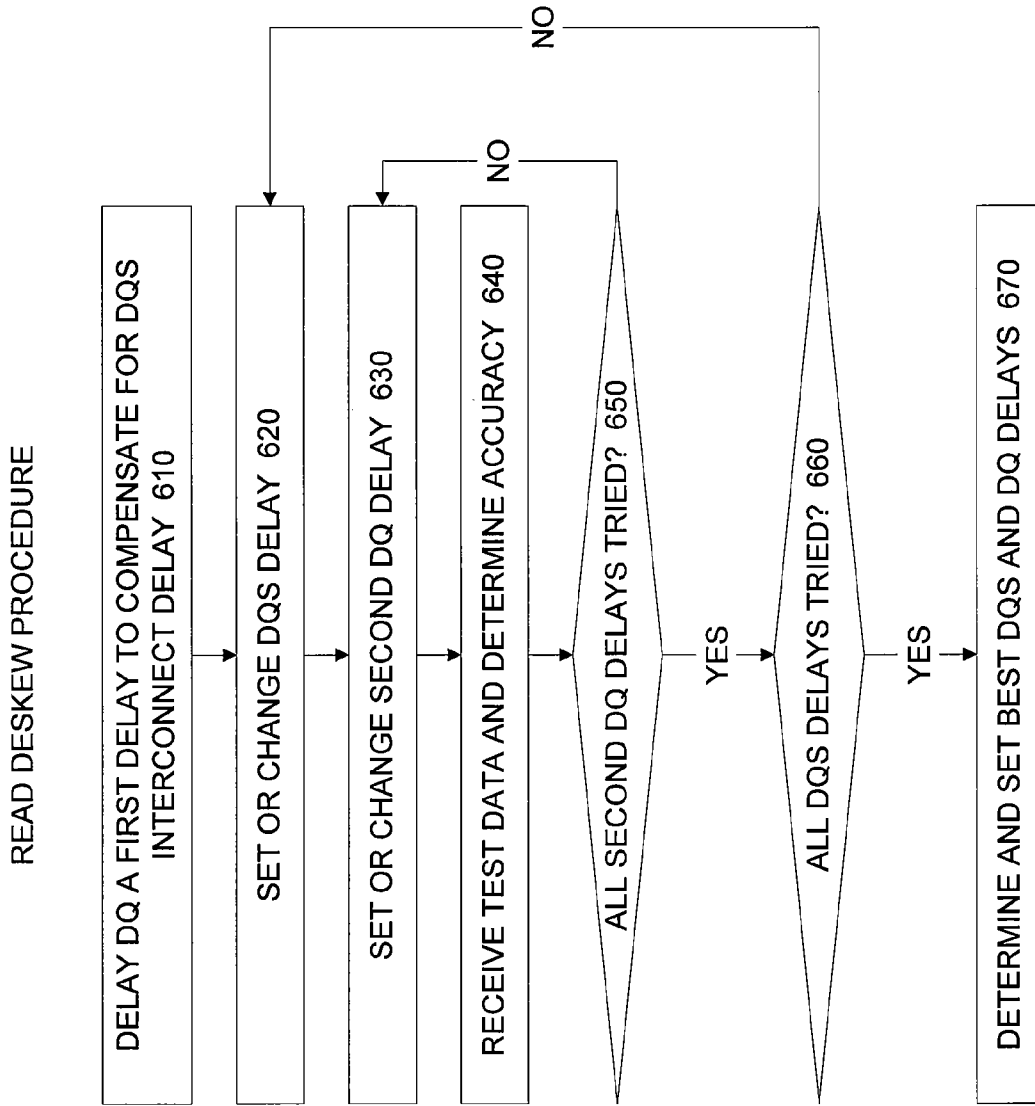 READ DESKEW PROCEDURE
DELAY DQ A FIRST DELAY TO COMPENSATE FOR DQS
INTERCONNECT DELAY 610
SET OR CHANGE DQS DELAY 620
SET OR CHANGE SECOND DQ DELAY 630
RECEIVE TEST DATA AND DETERMINE ACCURACY 640
ALL SECOND DQ DELAYS TRIED? 650
NO
YES
ALL DQS DELAYS TRIED? 660
NO
YES
DETERMINE AND SET BEST DQS AND DQ DELAYS 670